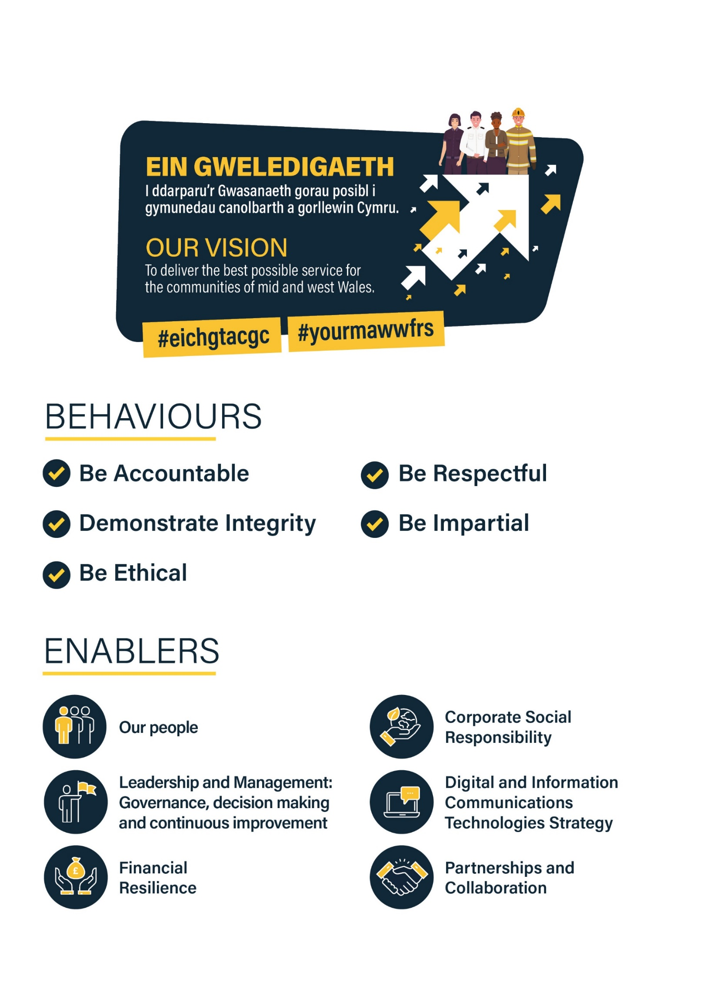 EIN GWELEDIGAETH
I ddarparu'r Gwasanaeth gorau posibl i
gymunedau canolbarth a gorllewin Cymru.
OUR VISION
To deliver the best possible service for
the communities of mid and west Wales.
#eichgtacgc #yourmawwfrs
BEHAVIOURS
Be Accountable
Be Respectful
Demonstrate Integrity
Be Impartial
Be Ethical
ENABLERS
Our people
Corporate Social
Responsibility
Leadership and Management:
Governance, decision making
and continuous improvement
Digital and Information
Communications
Technologies Strategy
£
Financial
Resilience
Partnerships and
Collaboration